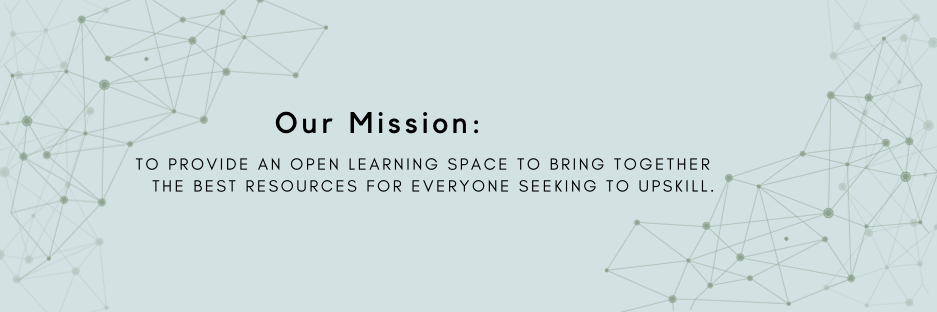 Our Mission:
TO PROVIDE AN OPEN LEARNING SPACE TO BRING TOGETHER
THE BEST RESOURCES FOR EVERYONE SEEKING TO UPSKILL.